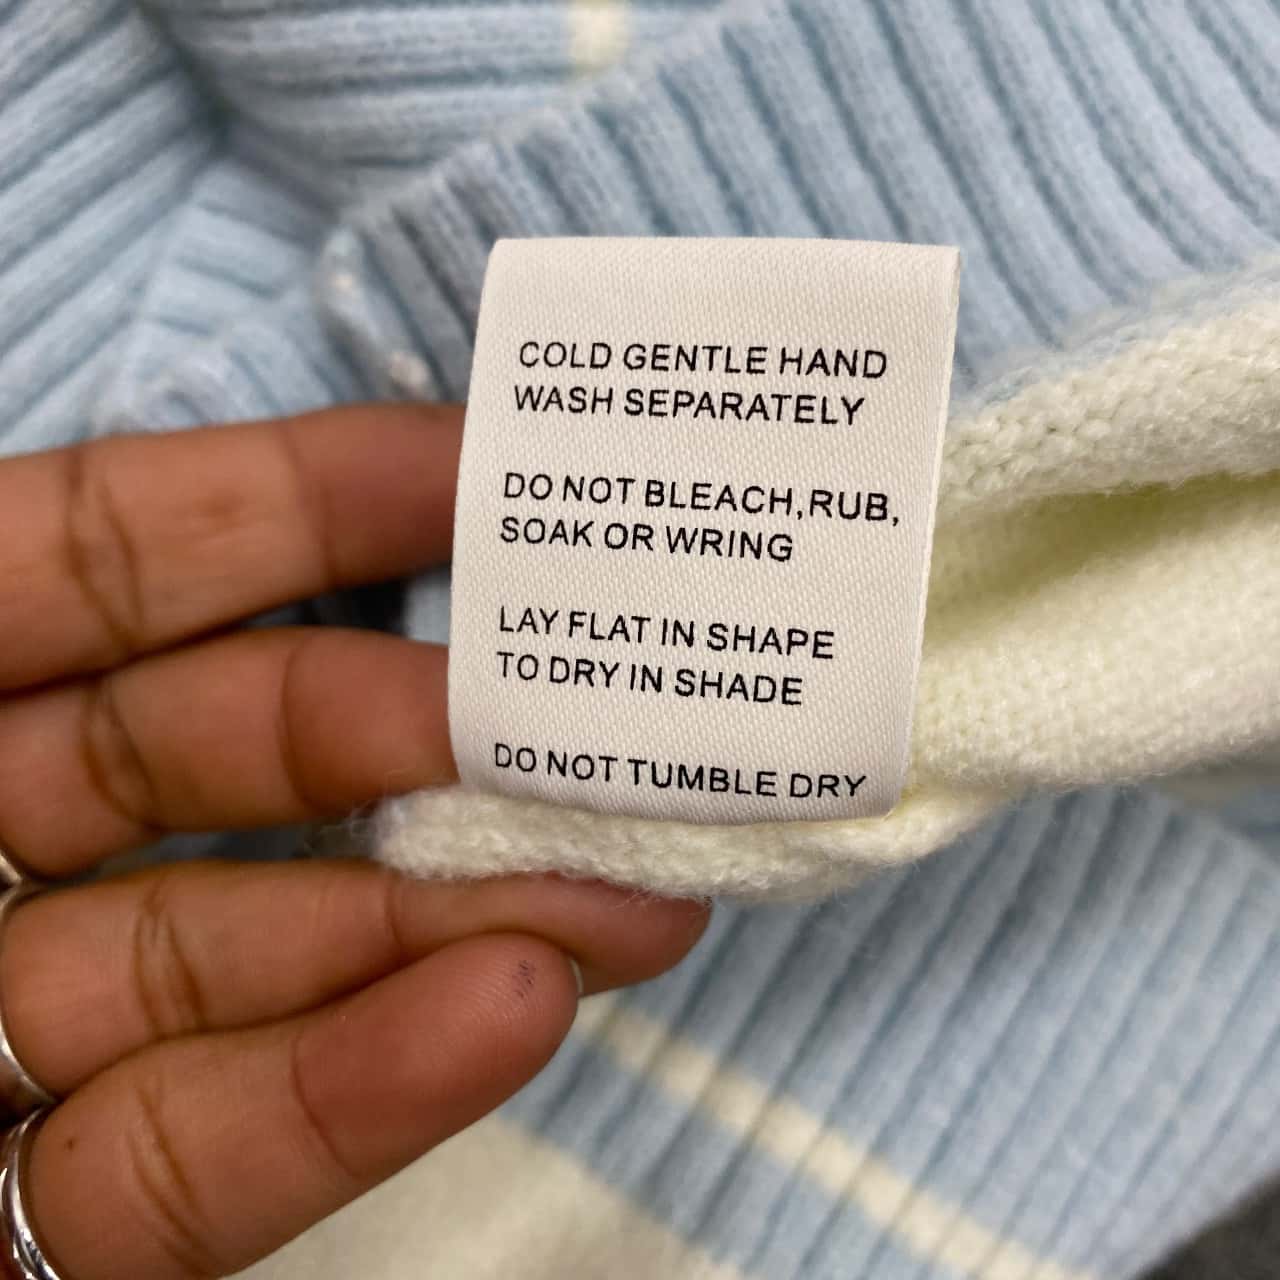 COLD GENTLE HAND
WASH SEPARATELY
DO NOT BLEACH,RUB,
SOAK OR WRING
LAY FLAT IN SHAPE
TO DRY IN SHADE
DO NOT TUMBLE DRY